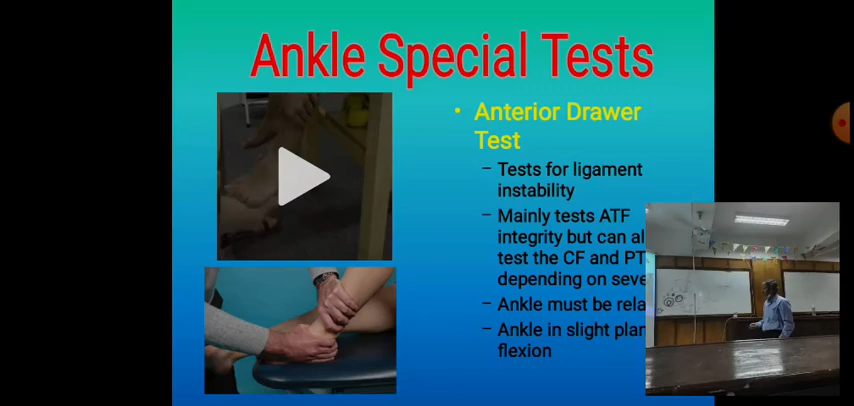 Ankle Special Tests
• Anterior Drawer
Test
– Tests for ligament
instability
– Mainly tests ATF
integrity but can al
test the CF and PT
depending on seve
– Ankle must be rela
– Ankle in slight plan
flexion